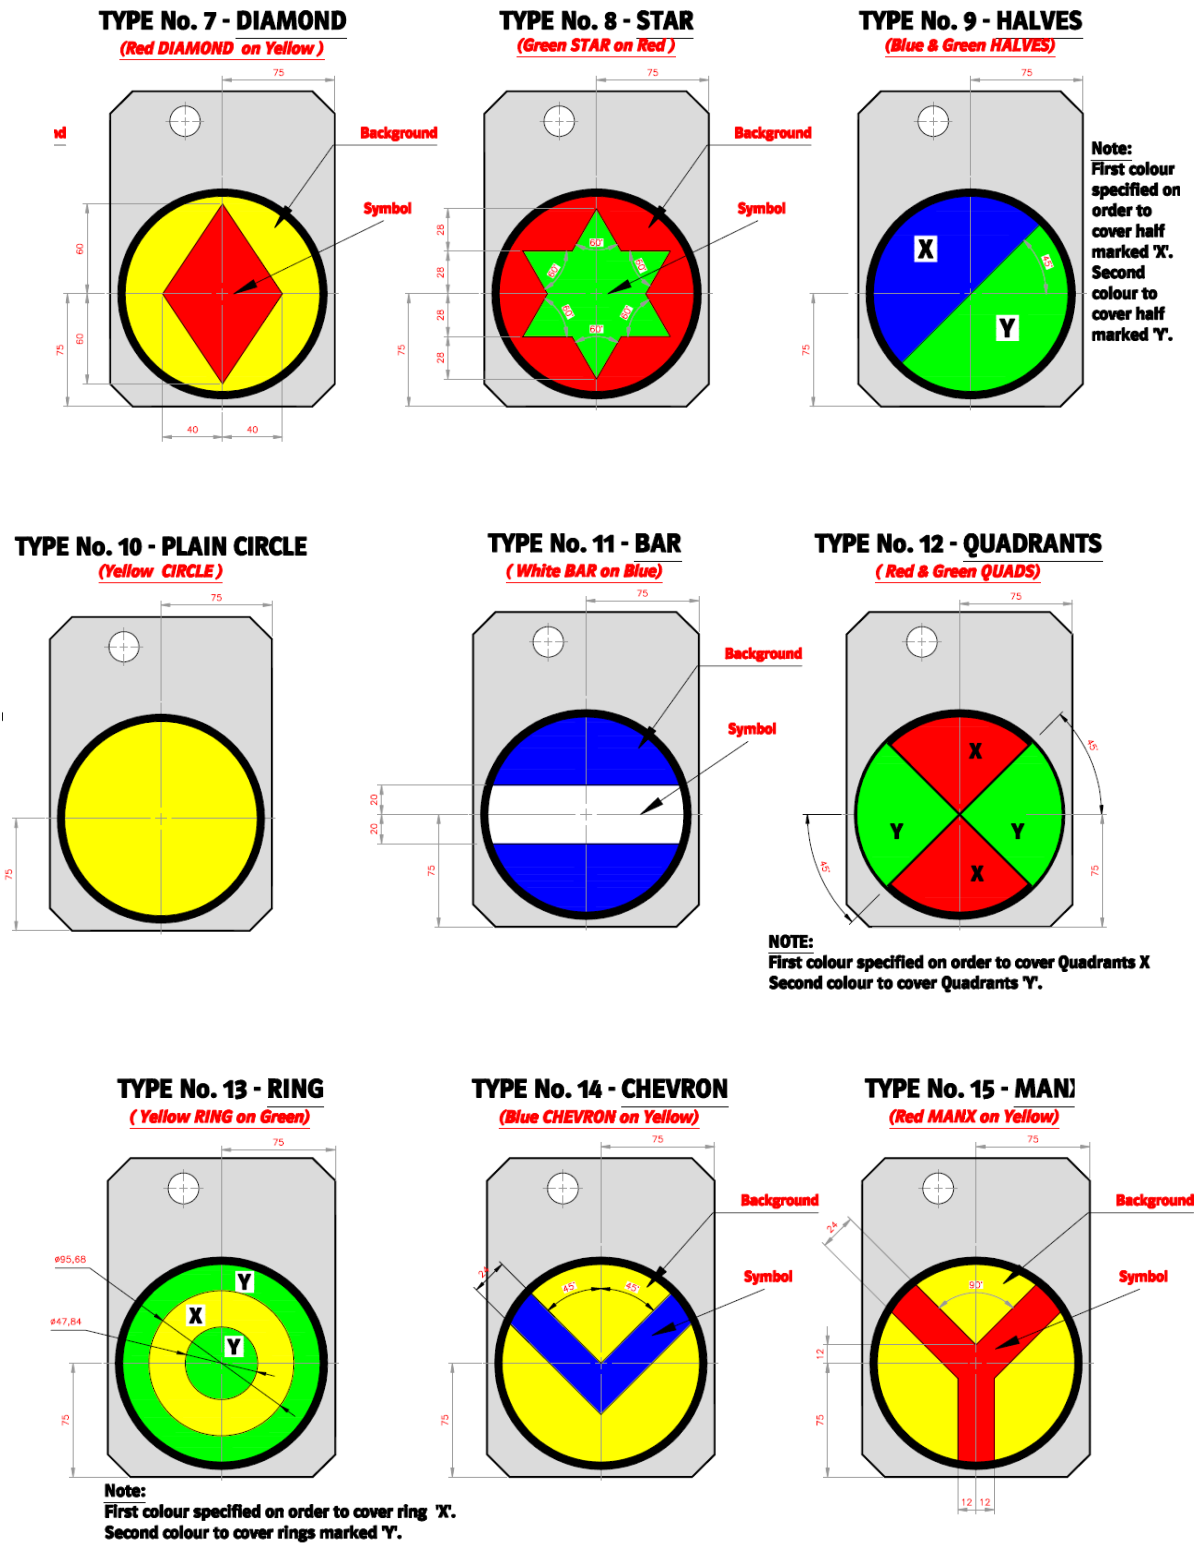 TYPE No. 7 - DIAMOND
(Red DIAMOND on Yellow )
75
Background
Symbol
60
60
75
40
40
TYPE No. 8 - STAR
(Green STAR on Red )
75
Background
Symbol
28
28
28
28
75
60°
60°
60°
60°
60°
60°
TYPE No. 9 - HALVES
(Blue & Green HALVES)
75
X
Y
45°
75
Note:
First colour
specified on
order to
cover half
marked 'X'.
Second
colour to
cover half
marked 'Y'.
TYPE No. 10 - PLAIN CIRCLE
(Yellow CIRCLE )
75
75
TYPE No. 11 - BAR
( White BAR on Blue)
75
Background
Symbol
20
20
75
TYPE No. 12 - QUADRANTS
( Red & Green QUADS)
75
X
Y
Y
X
45°
45°
75
NOTE:
First colour specified on order to cover Quadrants X
Second colour to cover Quadrants 'Y'.
TYPE No. 13 - RING
( Yellow RING on Green)
75
ø95,68
ø47,84
Y
X
Y
75
Note:
First colour specified on order to cover ring 'X'.
Second colour to cover rings marked 'Y'.
TYPE No. 14 - CHEVRON
(Blue CHEVRON on Yellow)
75
Background
Symbol
24
45°
45°
75
TYPE No. 15 - MANX
(Red MANX on Yellow)
75
Background
Symbol
24
90°
12
75
12
12